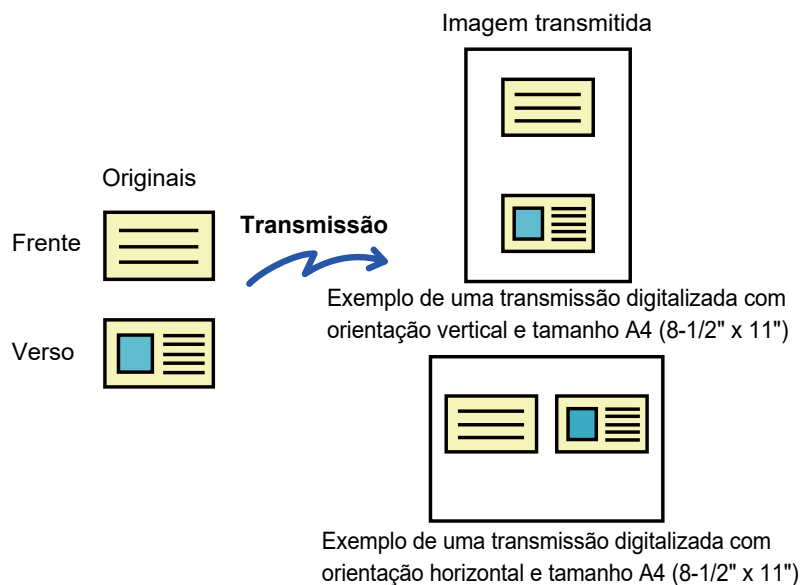 Imagem transmitida
Originais
Frente
Transmissão
Verso
Exemplo de uma transmissão digitalizada com
orientação vertical e tamanho A4 (8-1/2" x 11")
Exemplo de uma transmissão digitalizada com
orientação horizontal e tamanho A4 (8-1/2" x 11")